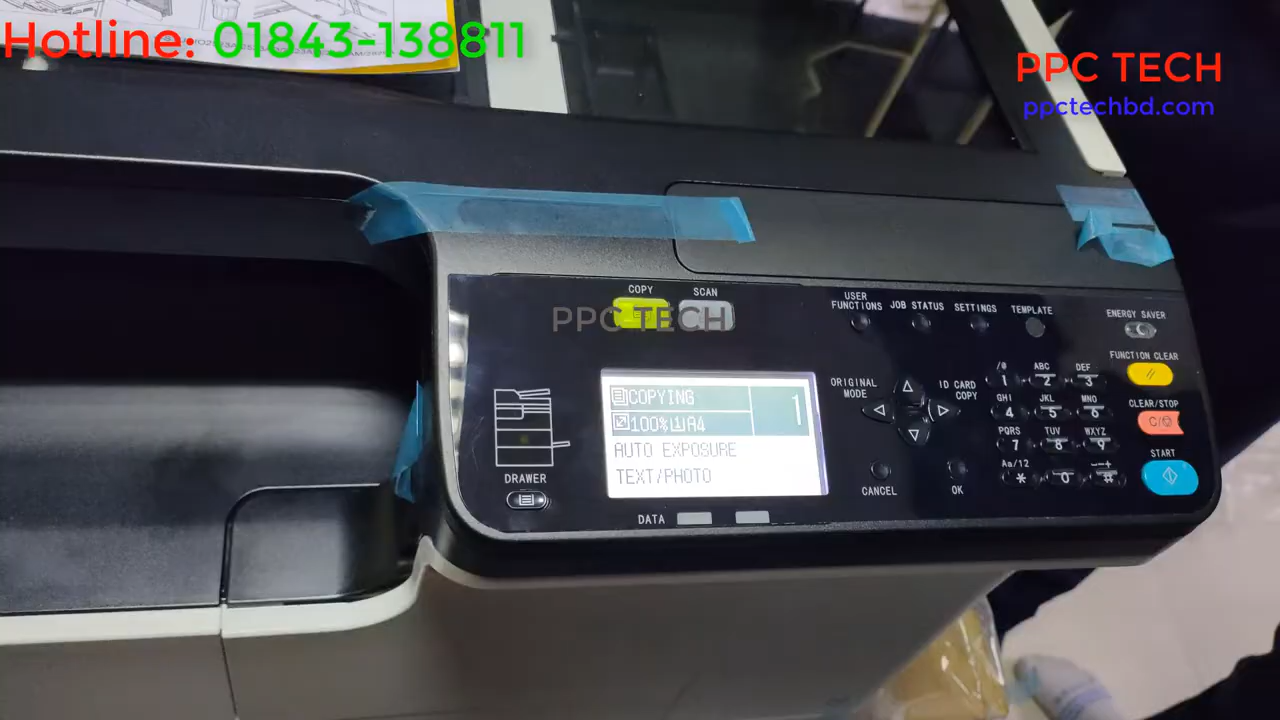 Hotline: 01843-138811
PPC TECH
ppctechbd.com
COPY
SCAN
PPC TECH
USER FUNCTIONS
JOB STATUS
SETTINGS
TEMPLATE
ENERGY SAVER
FUNCTION CLEAR
CLEAR/STOP
C/
START
ORIGINAL MODE
ID CARD COPY
CANCEL
OK
/@ ABC DEF
1 2 3
GHI JKL MNO
4 5 6
PQRS TUV WXYZ
7 8 9
Aa/12
* 0 #
COPYING
1
100% 1 A4
AUTO EXPOSURE
TEXT/PHOTO
DRAWER
DATA